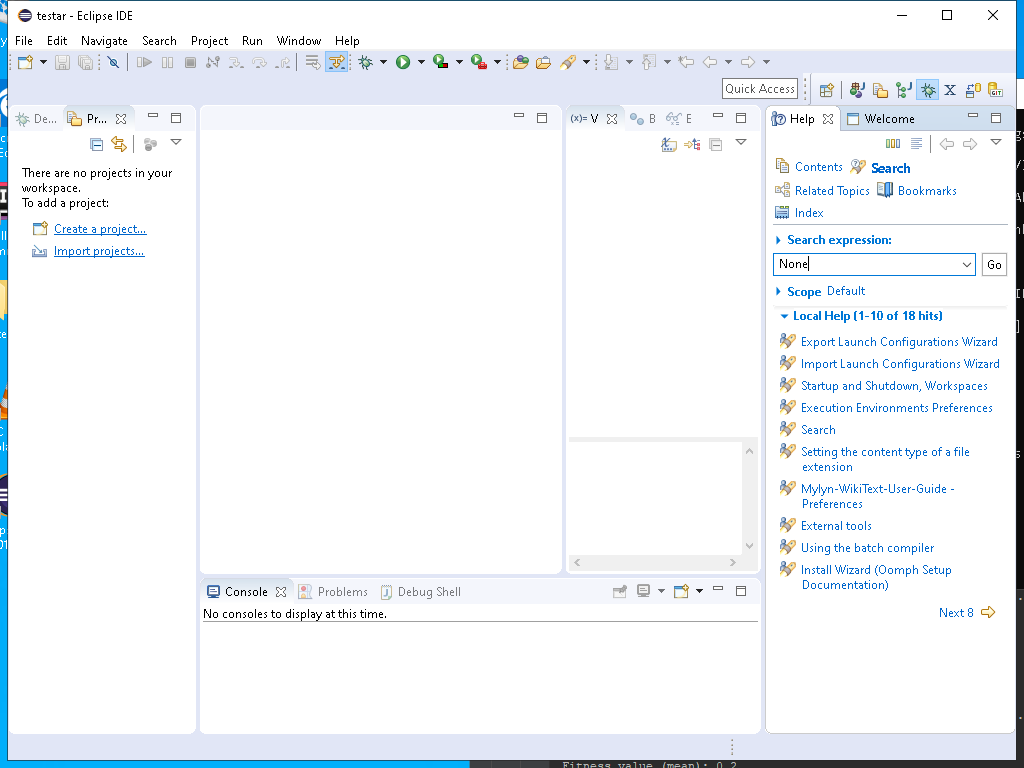 testar - Eclipse IDE
File Edit Navigate Search Project Run Window Help
Quick Access
De...
Pr...
There are no projects in your
workspace.
To add a project:
Create a project...
Import projects...
(x)= V
B
E
Help
Welcome
Contents
Search
Related Topics
Bookmarks
Index
Search expression:
None
Go
Scope Default
Local Help (1-10 of 18 hits)
Export Launch Configurations Wizard
Import Launch Configurations Wizard
Startup and Shutdown, Workspaces
Execution Environments Preferences
Search
Setting the content type of a file
extension
Mylyn-WikiText-User-Guide -
Preferences
External tools
Using the batch compiler
Install Wizard (Oomph Setup
Documentation)
Next 8
Console
Problems
Debug Shell
No consoles to display at this time.
Fitness value (mean): 0.2